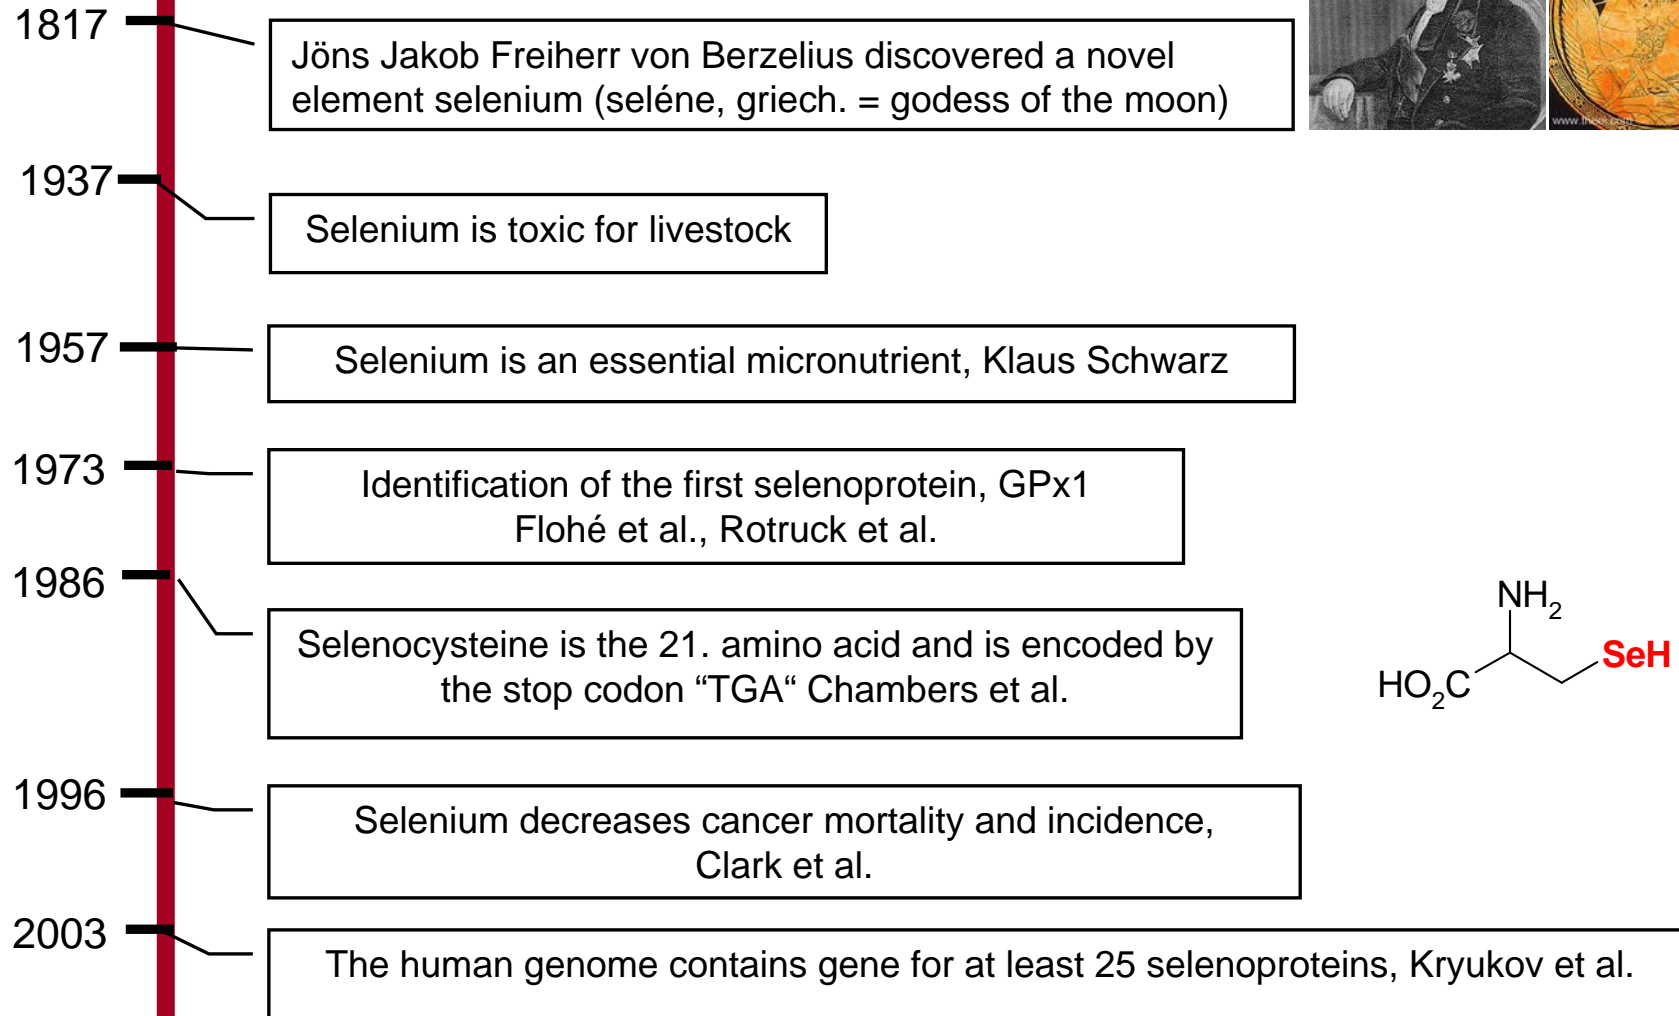 1817
Jöns Jakob Freiherr von Berzelius discovered a novel
element selenium (seléne, griech. = godess of the moon)
www.theoi.com
1937
Selenium is toxic for livestock
1957
Selenium is an essential micronutrient, Klaus Schwarz
1973
Identification of the first selenoprotein, GPx1
Flohé et al., Rotruck et al.
1986
Selenocysteine is the 21. amino acid and is encoded by
the stop codon “TGA“ Chambers et al.
NH2
SeH
HO2C
1996
Selenium decreases cancer mortality and incidence,
Clark et al.
2003
The human genome contains gene for at least 25 selenoproteins, Kryukov et al.